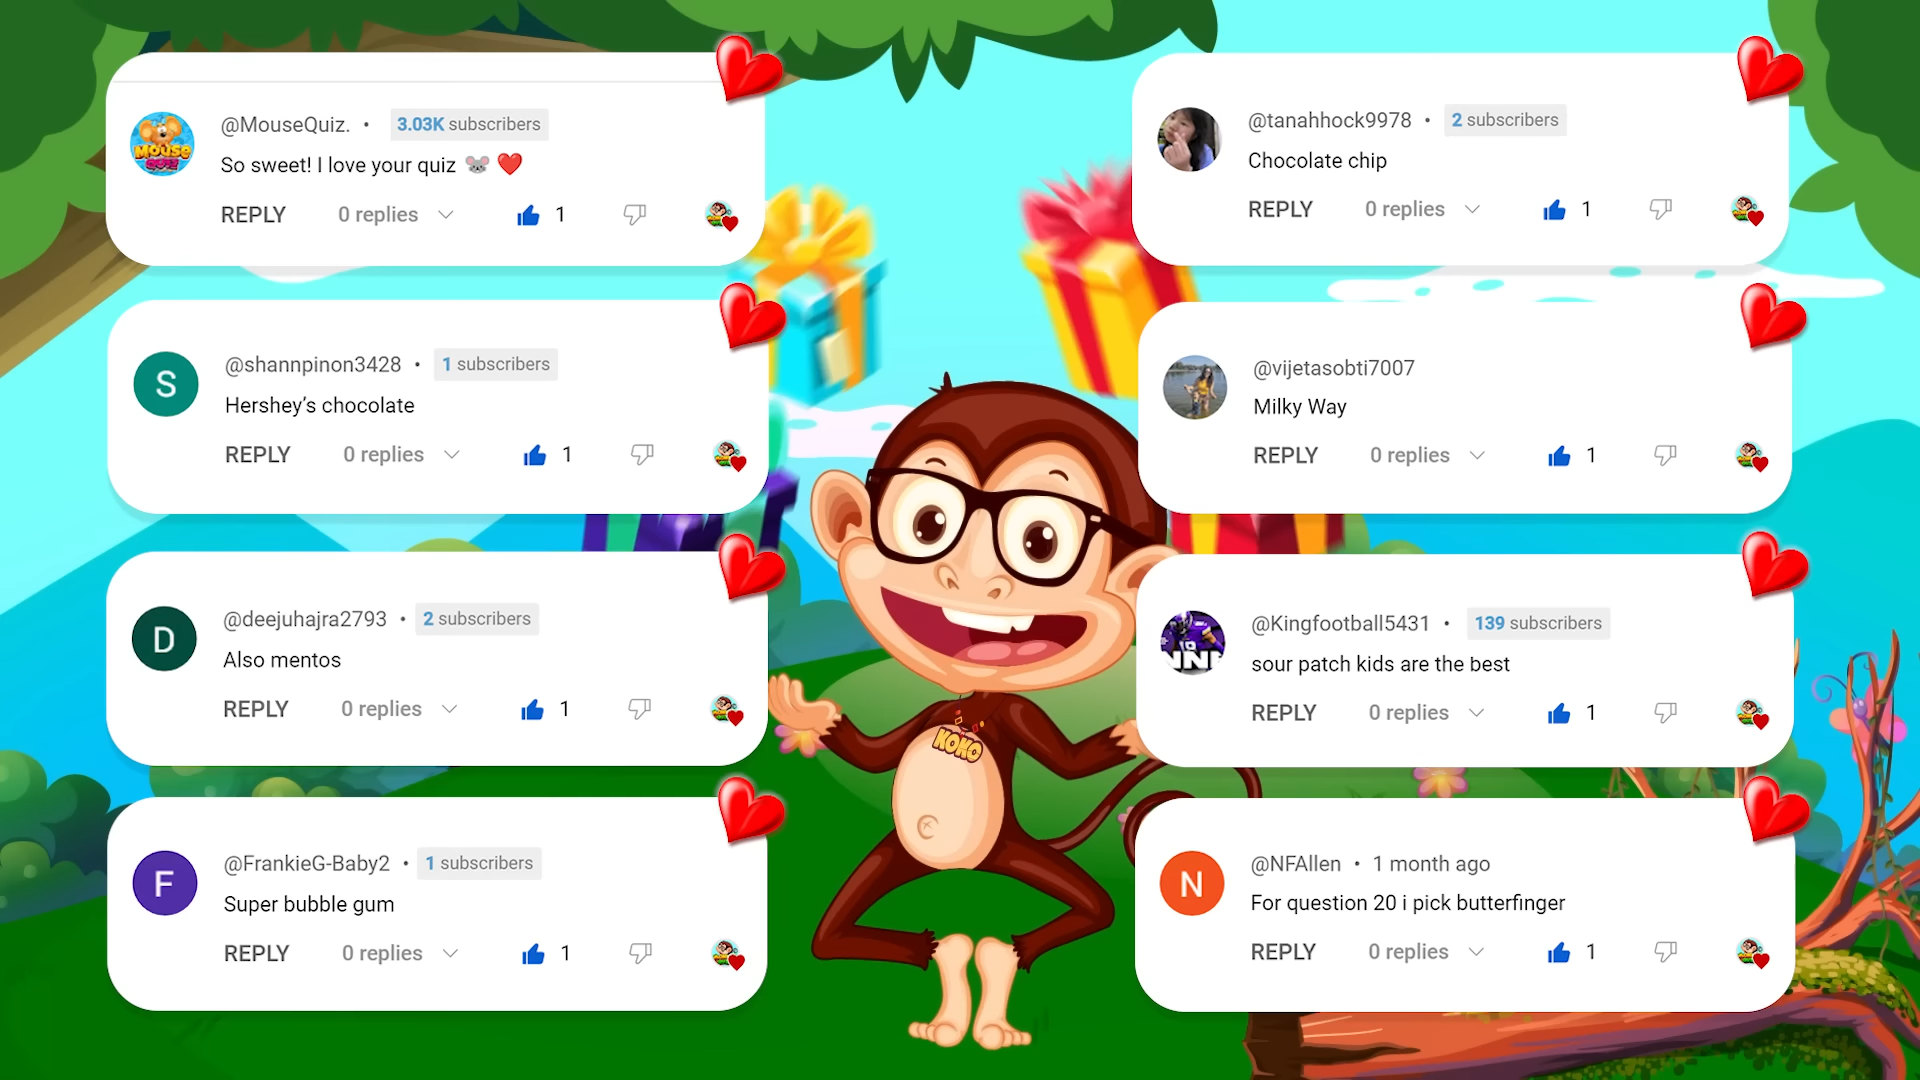 @MouseQuiz. • 3.03K subscribers
So sweet! I love your quiz 🐭 ❤️
REPLY 0 replies 1
MOUSE
QUIZ
@shannpinon3428 • 1 subscribers
Hershey's chocolate
REPLY 0 replies 1
S
@deejuhajra2793 • 2 subscribers
Also mentos
REPLY 0 replies 1
D
@FrankieG-Baby2 • 1 subscribers
Super bubble gum
REPLY 0 replies 1
F
KOKO
@tanahhock9978 • 2 subscribers
Chocolate chip
REPLY 0 replies 1
@vijetasobti7007
Milky Way
REPLY 0 replies 1
@Kingfootball5431 • 139 subscribers
sour patch kids are the best
REPLY 0 replies 1
@NFAllen • 1 month ago
For question 20 i pick butterfinger
REPLY 0 replies 1
N